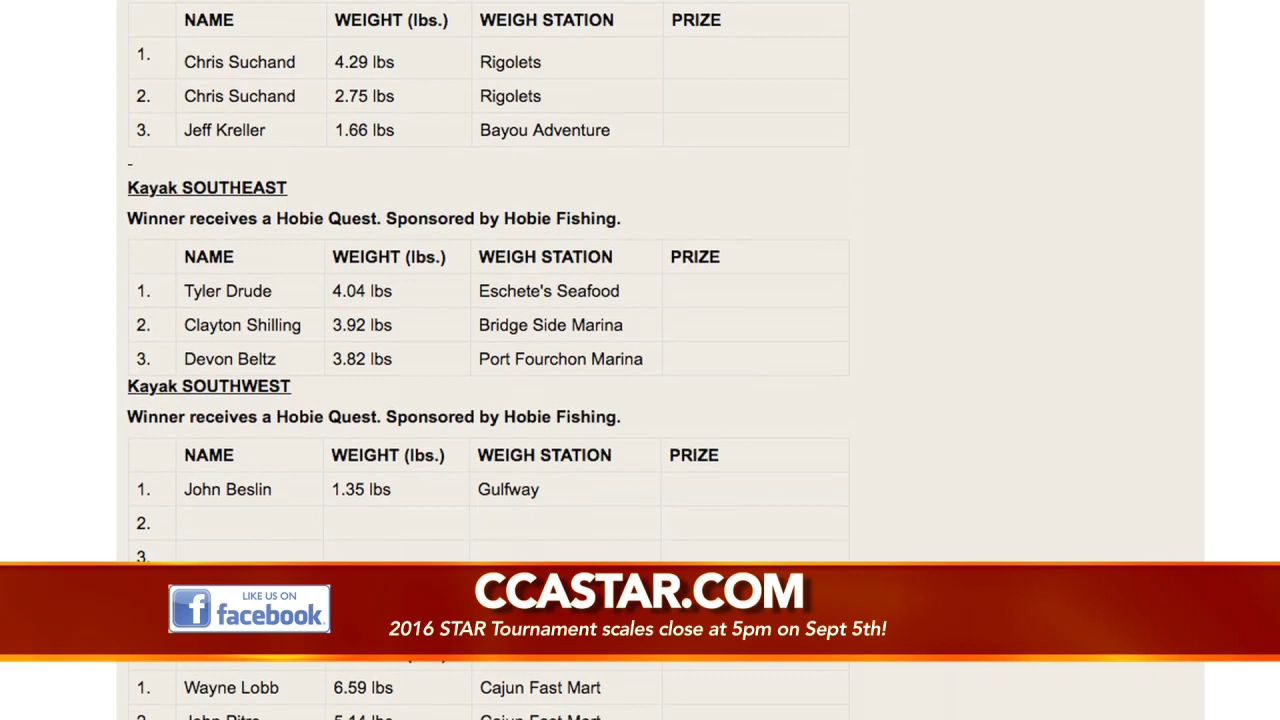 NAME WEIGHT (lbs.) WEIGH STATION PRIZE
1. Chris Suchand 4.29 lbs Rigolets
2. Chris Suchand 2.75 lbs Rigolets
3. Jeff Kreller 1.66 lbs Bayou Adventure
-
Kayak SOUTHEAST
Winner receives a Hobie Quest. Sponsored by Hobie Fishing.
NAME WEIGHT (lbs.) WEIGH STATION PRIZE
1. Tyler Drude 4.04 lbs Eschete's Seafood
2. Clayton Shilling 3.92 lbs Bridge Side Marina
3. Devon Beltz 3.82 lbs Port Fourchon Marina
Kayak SOUTHWEST
Winner receives a Hobie Quest. Sponsored by Hobie Fishing.
NAME WEIGHT (lbs.) WEIGH STATION PRIZE
1. John Beslin 1.35 lbs Gulfway
2.
3.
LIKE US ON
facebook
CCASTAR.COM
2016 STAR Tournament scales close at 5pm on Sept 5th!
1. Wayne Lobb 6.59 lbs Cajun Fast Mart